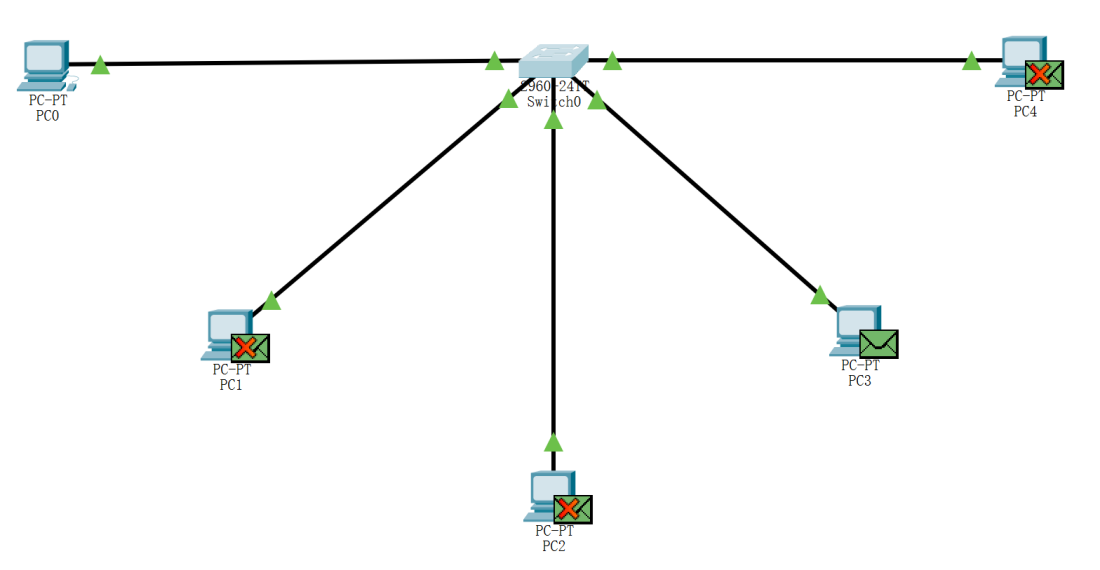 PC-PT
PC0
2960-24TT
Switch0
PC-PT
PC4
PC-PT
PC1
PC-PT
PC3
PC-PT
PC2